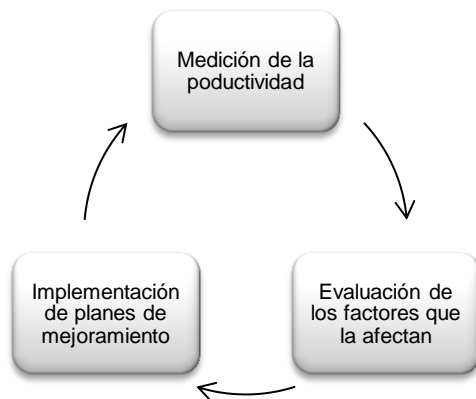 Medición de la
poductividad
Implementación
de planes de
mejoramiento
Evaluación de
los factores que
la afectan